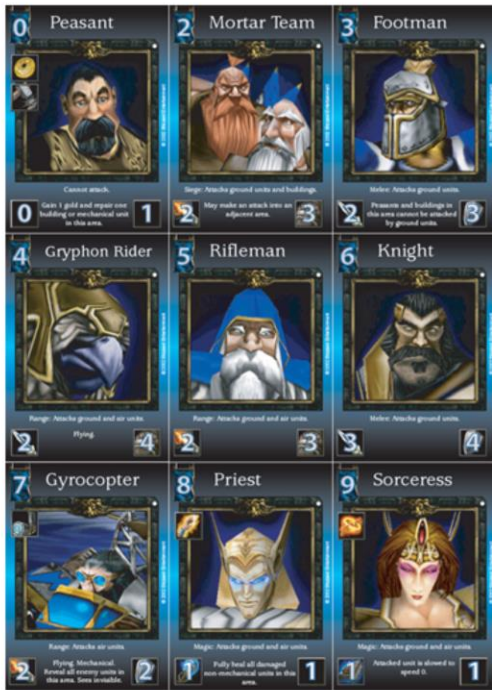 0 Peasant
Cannot attack.
Gain 1 gold and repair one
building or mechanical unit
in this area.
0
1
2 Mortar Team
Siege: Attacks ground units and buildings.
May make an attack into an
adjacent area.
2
3
3 Footman
Melee: Attacks ground units.
Peasants and buildings in
this area cannot be attacked
by ground units.
2
3
4 Gryphon Rider
Range: Attacks ground and air units.
Flying.
2
4
5 Rifleman
Range: Attacks ground and air units.
2
3
6 Knight
Melee: Attacks ground units.
3
4
7 Gyrocopter
Range: Attacks air units.
Flying. Mechanical.
Reveal all enemy units in
this area. Sees invisible.
2
2
8 Priest
Magic: Attacks ground and air units.
Fully heal all damaged
non-mechanical units in this
area.
1
1
9 Sorceress
Magic: Attacks ground and air units.
Attacked unit is slowed to
speed 0.
1
1